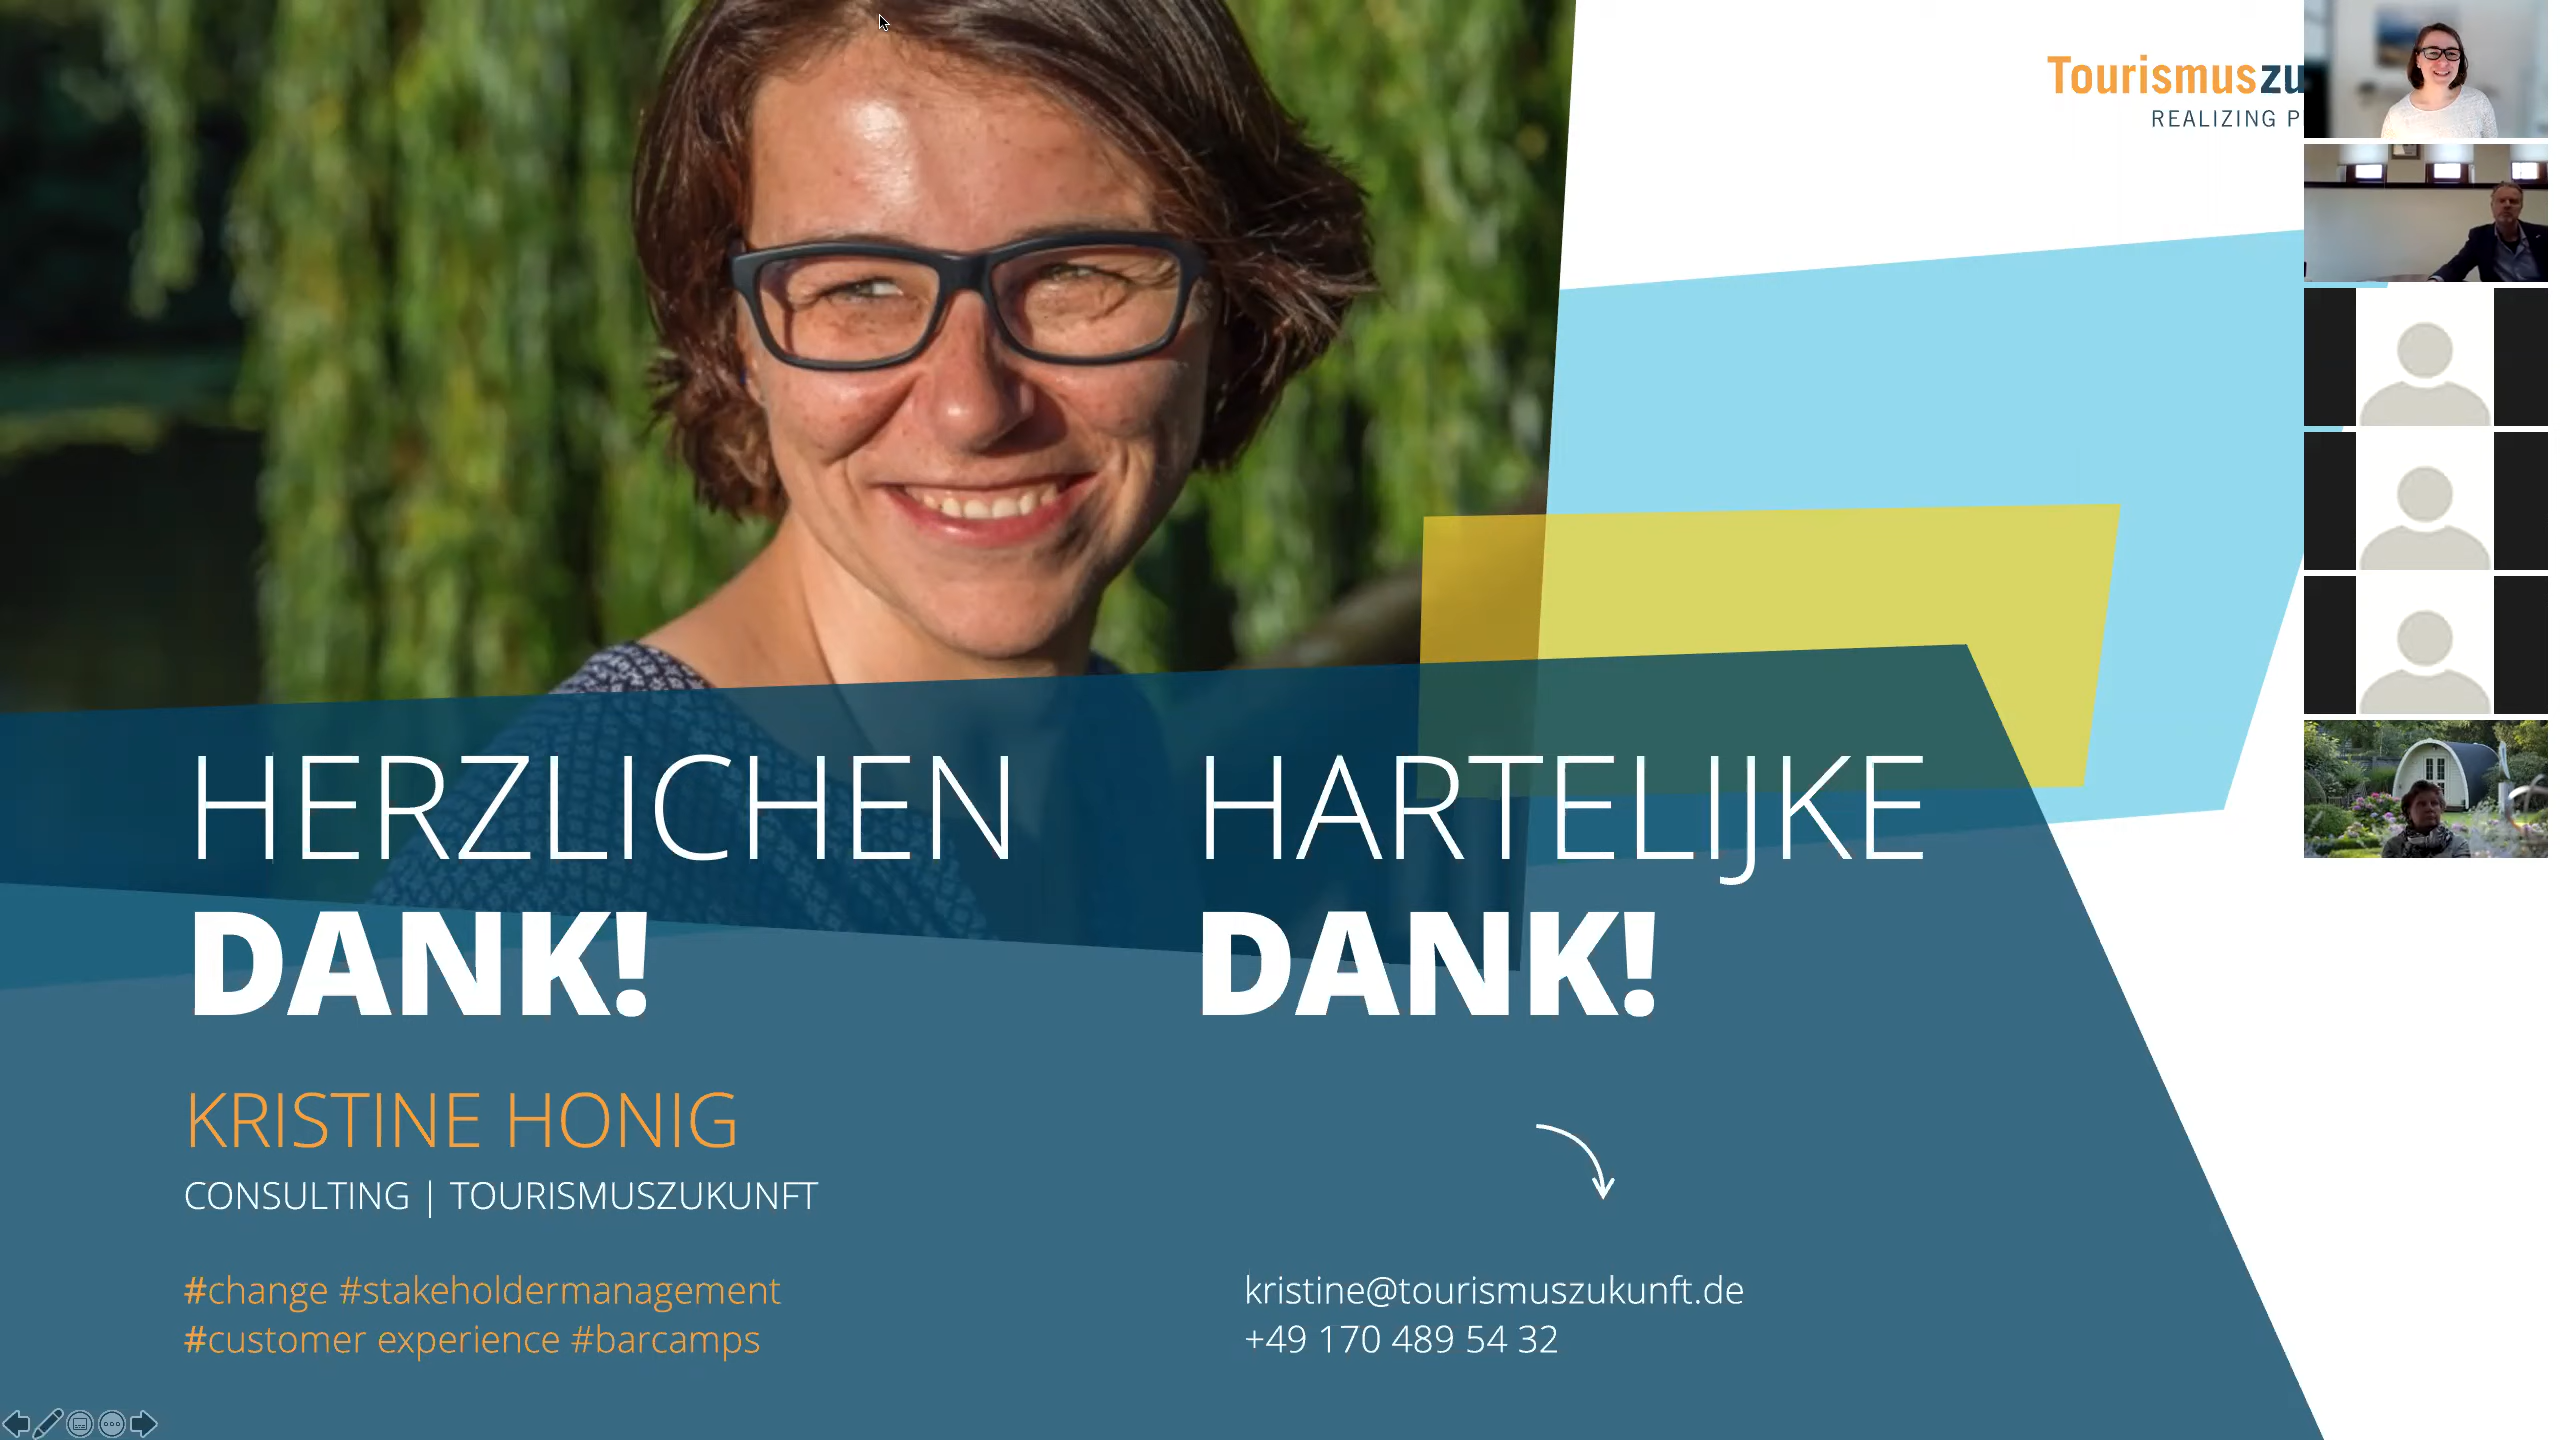 Tourismuszu
REALIZING P
HERZLICHEN
DANK!
HARTELIJKE
DANK!
KRISTINE HONIG
CONSULTING | TOURISMUSZUKUNFT
#change #stakeholdermanagement
#customer experience #barcamps
kristine@tourismuszukunft.de
+49 170 489 54 32